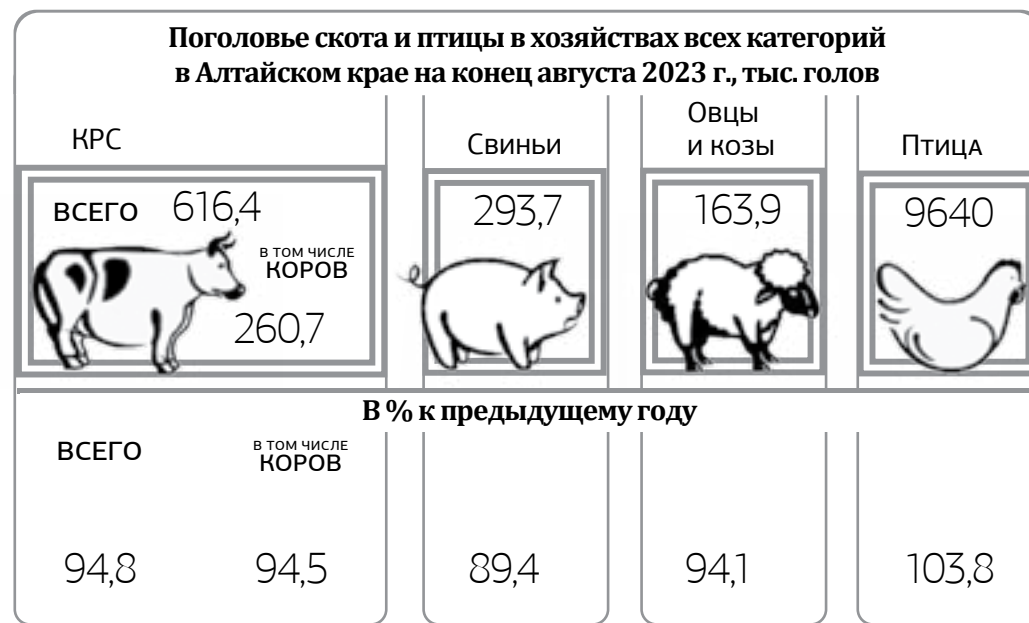 Поголовье скота и птицы в хозяйствах всех категорий
в Алтайском крае на конец августа 2023 г., тыс. голов
КРС
Свиньи
Овцы
и козы
Птица
ВСЕГО 616,4
В ТОМ ЧИСЛЕ
КОРОВ
260,7
293,7
163,9
9640
В % к предыдущему году
ВСЕГО
В ТОМ ЧИСЛЕ
КОРОВ
94,8 94,5 89,4 94,1 103,8